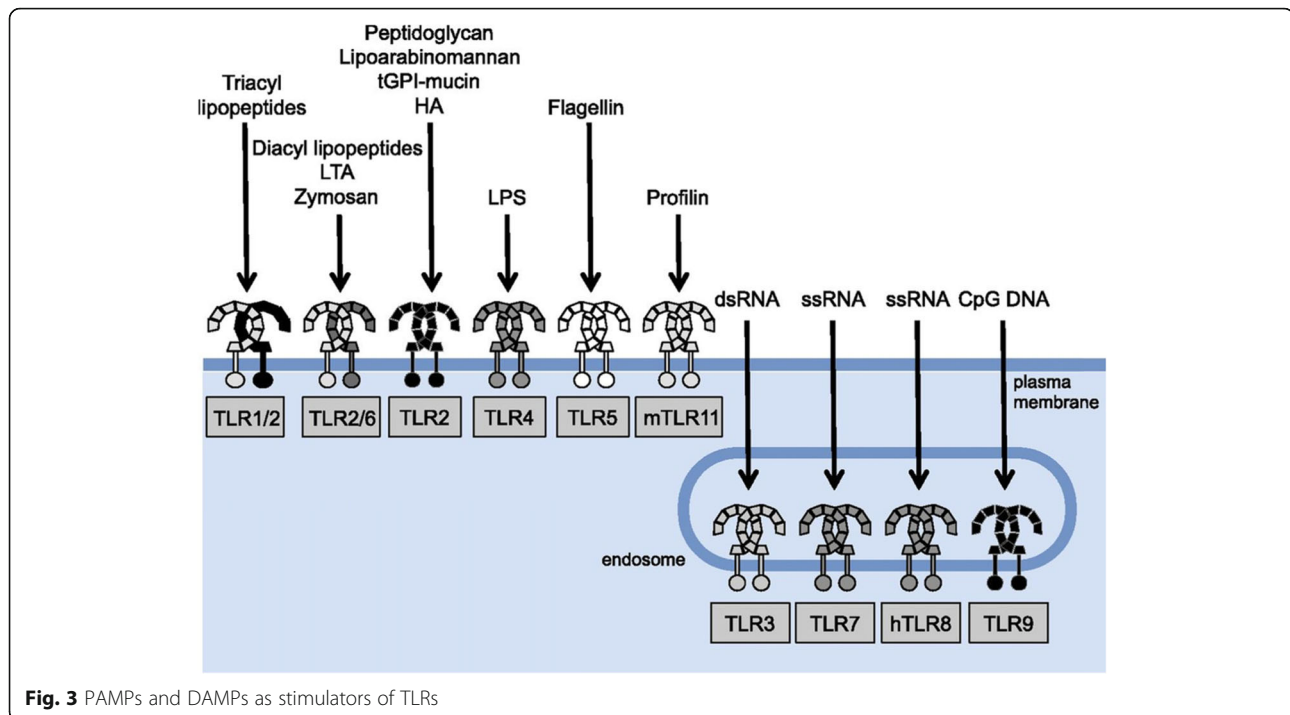 Triacyl
lipopeptides
Diacyl lipopeptides
LTA
Zymosan
Peptidoglycan
Lipoarabinomannan
tGPI-mucin
HA
LPS
Flagellin
Profilin
dsRNA
ssRNA
ssRNA
CpG DNA
plasma
membrane
TLR1/2
TLR2/6
TLR2
TLR4
TLR5
mTLR11
endosome
TLR3
TLR7
hTLR8
TLR9
Fig. 3 PAMPs and DAMPs as stimulators of TLRs